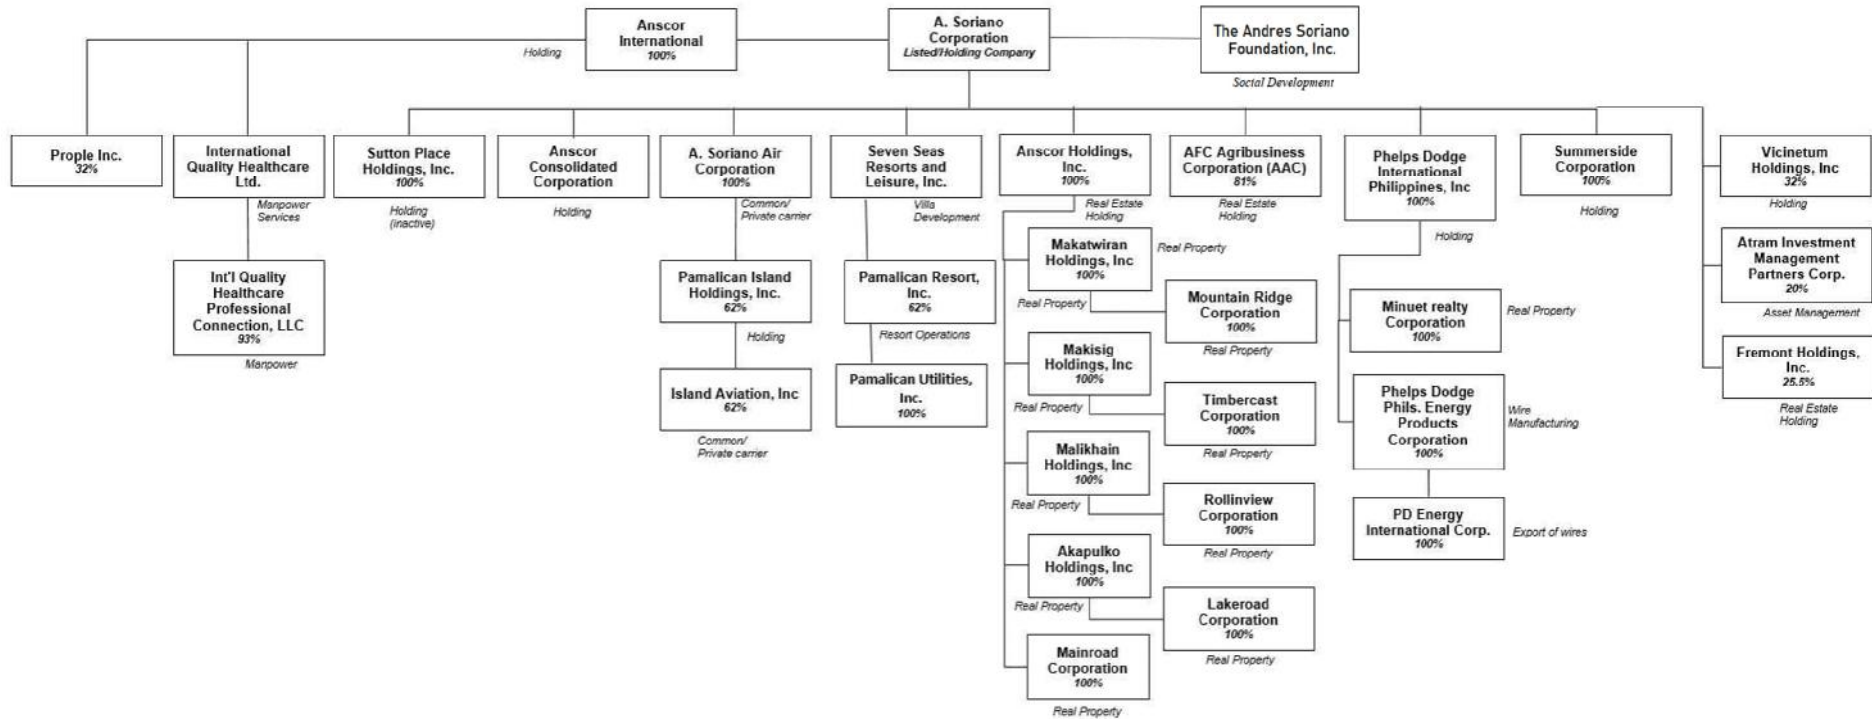 Anscor
International
100%
Holding
A. Soriano
Corporation
Listed/Holding Company
The Andres Soriano
Foundation, Inc.
Social Development
Prople Inc.
32%
International
Quality Healthcare
Ltd.
Manpower
Services
Int'l Quality
Healthcare
Professional
Connection, LLC
93%
Manpower
Sutton Place
Holdings, Inc.
100%
Holding
(inactive)
Anscor
Consolidated
Corporation
Holding
A. Soriano Air
Corporation
100%
Common/
Private carrier
Pamalican Island
Holdings, Inc.
62%
Holding
Island Aviation, Inc
62%
Common/
Private carrier
Seven Seas
Resorts and
Leisure, Inc.
Villa
Development
Pamalican Resort,
Inc.
62%
Resort Operations
Pamalican Utilities,
Inc.
100%
Anscor Holdings,
Inc.
100%
Real Estate
Holding
Makatwiran
Holdings, Inc
100%
Real Property
Real Property
Mountain Ridge
Corporation
100%
Real Property
Makisig
Holdings, Inc
100%
Real Property
Timbercast
Corporation
100%
Real Property
Malikhain
Holdings, Inc
100%
Real Property
Rollinview
Corporation
100%
Real Property
Akapulko
Holdings, Inc
100%
Real Property
Lakeroad
Corporation
100%
Real Property
Mainroad
Corporation
100%
Real Property
AFC Agribusiness
Corporation (AAC)
81%
Real Estate
Holding
Phelps Dodge
International
Philippines, Inc
100%
Holding
Minuet realty
Corporation
100%
Real Property
Phelps Dodge
Phils. Energy
Products
Corporation
100%
Wire
Manufacturing
PD Energy
International Corp.
100%
Export of wires
Summerside
Corporation
100%
Holding
Vicinetum
Holdings, Inc
32%
Holding
Atram Investment
Management
Partners Corp.
20%
Asset Management
Fremont Holdings,
Inc.
25.5%
Real Estate
Holding